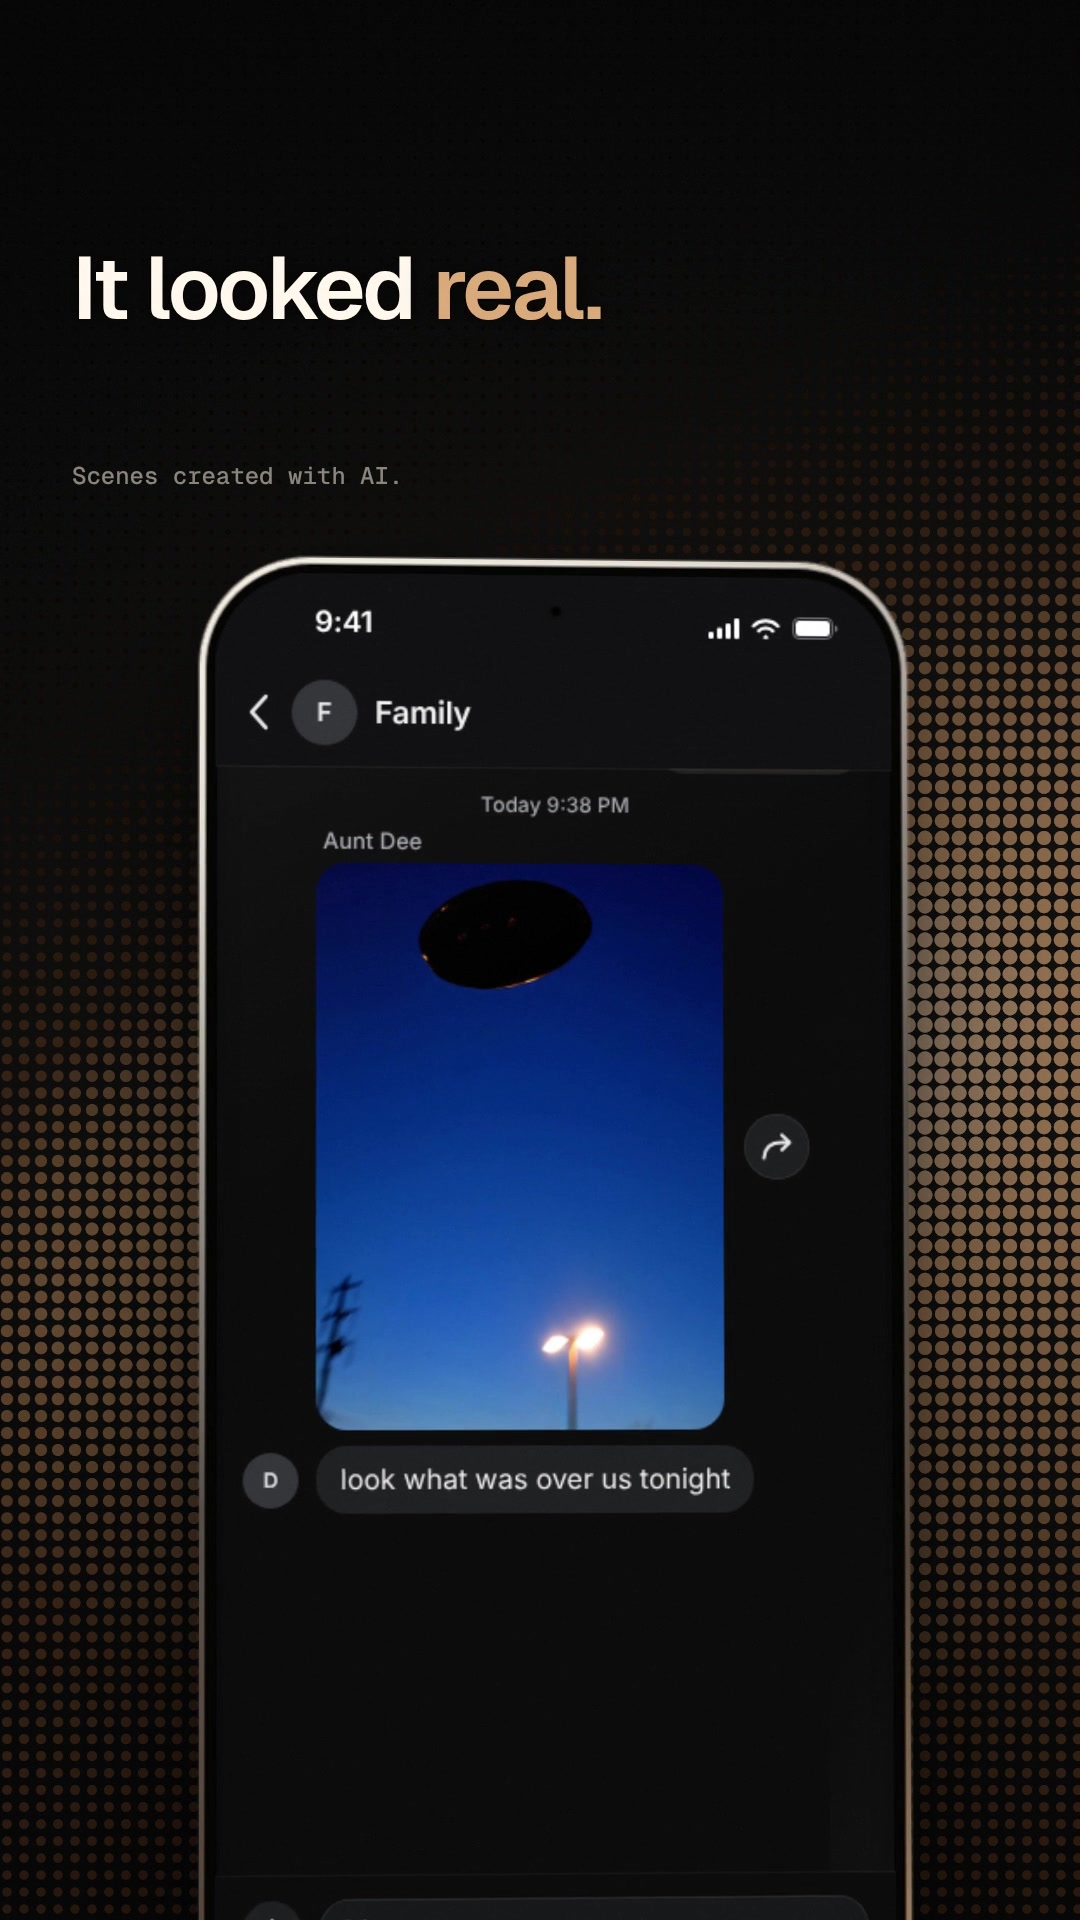 It looked real.
Scenes created with AI.
9:41
F
Family
Today 9:38 PM
Aunt Dee
D
look what was over us tonight